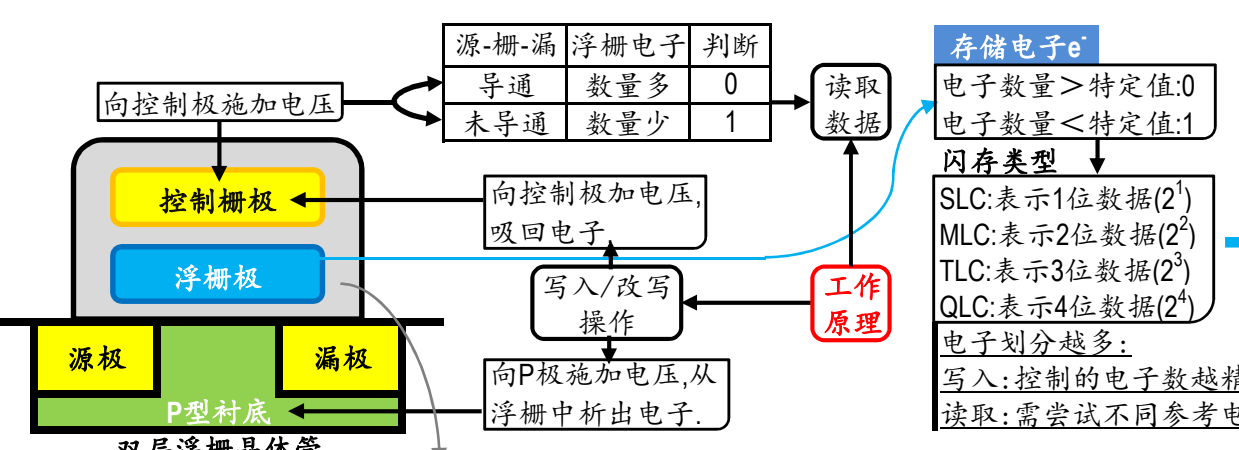 源-栅-漏 浮栅电子 判断
导通 数量多 0
未导通 数量少 1
向控制极施加电压
读取
数据
存储电子e⁻
电子数量＞特定值:0
电子数量＜特定值:1
闪存类型
SLC:表示1位数据(2¹)
MLC:表示2位数据(2²)
TLC:表示3位数据(2³)
QLC:表示4位数据(2⁴)
电子划分越多:
写入:控制的电子数越精
读取:需尝试不同参考电
控制栅极
浮栅极
源极
漏极
P型衬底
双层浮栅晶体管
向控制极加电压,
吸回电子
写入/改写
操作
工作
原理
向P极施加电压,从
浮栅中析出电子.